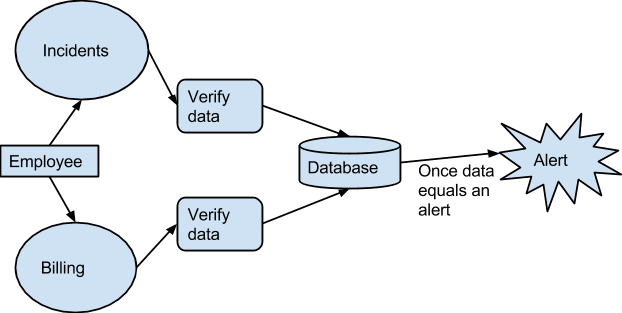 Incidents
Verify
data
Employee
Database
Alert
Once data
equals an
alert
Verify
data
Billing